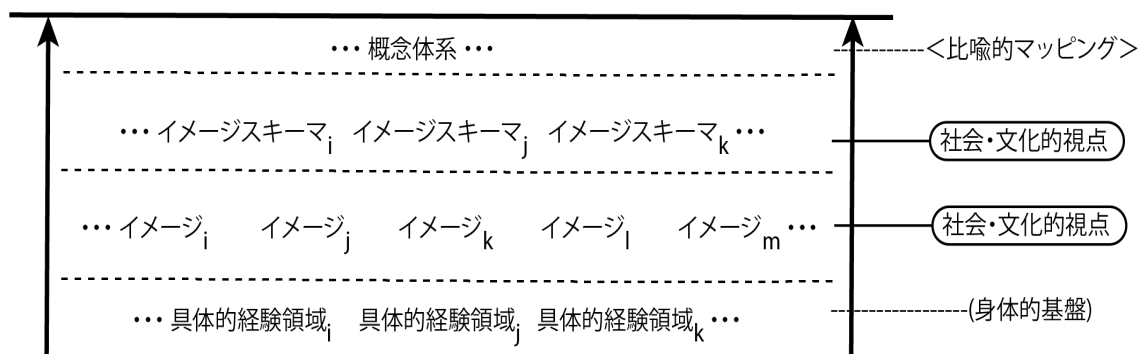 … 概念体系 … <比喩的マッピング>
… イメージスキーマi イメージスキーマj イメージスキーマk … 社会・文化的視点
… イメージi イメージj イメージk イメージl イメージm … 社会・文化的視点
… 具体的経験領域i 具体的経験領域j 具体的経験領域k … (身体的基盤)